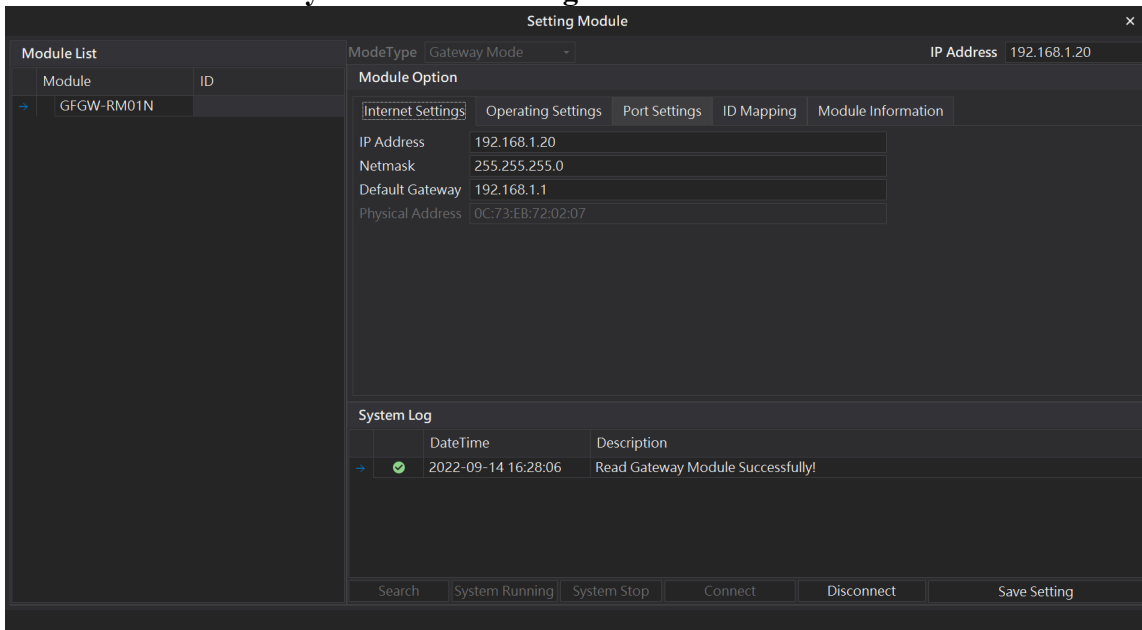 Setting Module
Module List
Module ID
GFGW-RM01N
ModeType Gateway Mode IP Address 192.168.1.20
Module Option
Internet Settings Operating Settings Port Settings ID Mapping Module Information
IP Address 192.168.1.20
Netmask 255.255.255.0
Default Gateway 192.168.1.1
Physical Address 0C:73:EB:72:02:07
System Log
DateTime Description
2022-09-14 16:28:06 Read Gateway Module Successfully!
Search System Running System Stop Connect Disconnect Save Setting